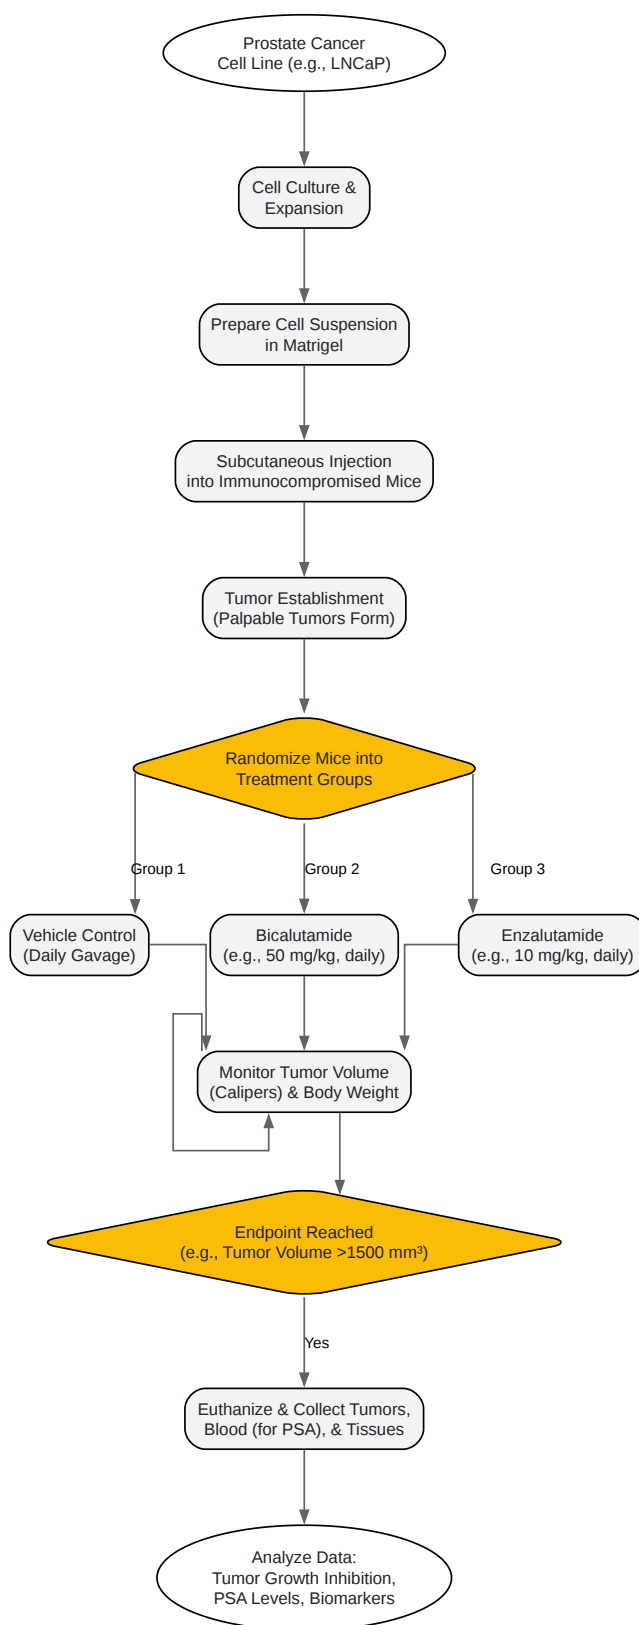 Prostate Cancer
Cell Line (e.g., LNCaP)
Cell Culture &
Expansion
Prepare Cell Suspension
in Matrigel
Subcutaneous Injection
into Immunocompromised Mice
Tumor Establishment
(Palpable Tumors Form)
Randomize Mice into
Treatment Groups
Group 1
Group 2
Group 3
Vehicle Control
(Daily Gavage)
Bicalutamide
(e.g., 50 mg/kg, daily)
Enzalutamide
(e.g., 10 mg/kg, daily)
Monitor Tumor Volume
(Calipers) & Body Weight
Endpoint Reached
(e.g., Tumor Volume >1500 mm³)
Yes
Euthanize & Collect Tumors,
Blood (for PSA), & Tissues
Analyze Data:
Tumor Growth Inhibition,
PSA Levels, Biomarkers